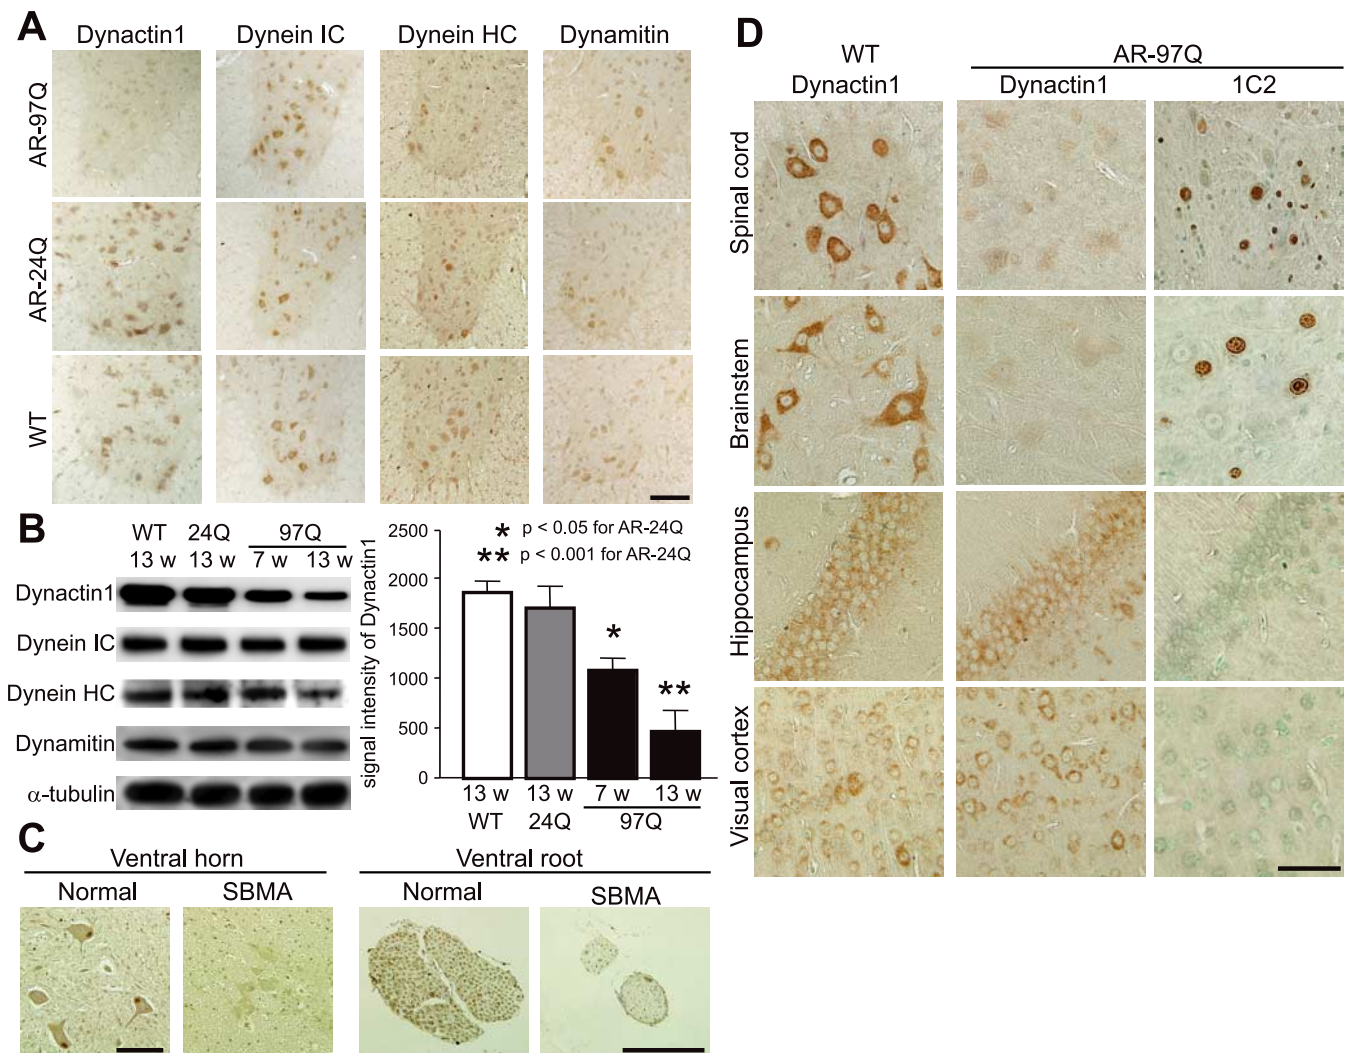 A
Dynactin1 Dynein IC Dynein HC Dynamitin
AR-97Q
AR-24Q
WT
B
WT 24Q 97Q
13 w 13 w 7 w 13 w
Dynactin1
Dynein IC
Dynein HC
Dynamitin
α-tubulin
signal intensity of Dynactin1
2500
2000
1500
1000
500
0
* p < 0.05 for AR-24Q
** p < 0.001 for AR-24Q
*
**
13 w 13 w 7 w 13 w
WT 24Q 97Q
C
Ventral horn Ventral root
Normal SBMA Normal SBMA
D
WT AR-97Q
Dynactin1 Dynactin1 1C2
Spinal cord
Brainstem
Hippocampus
Visual cortex